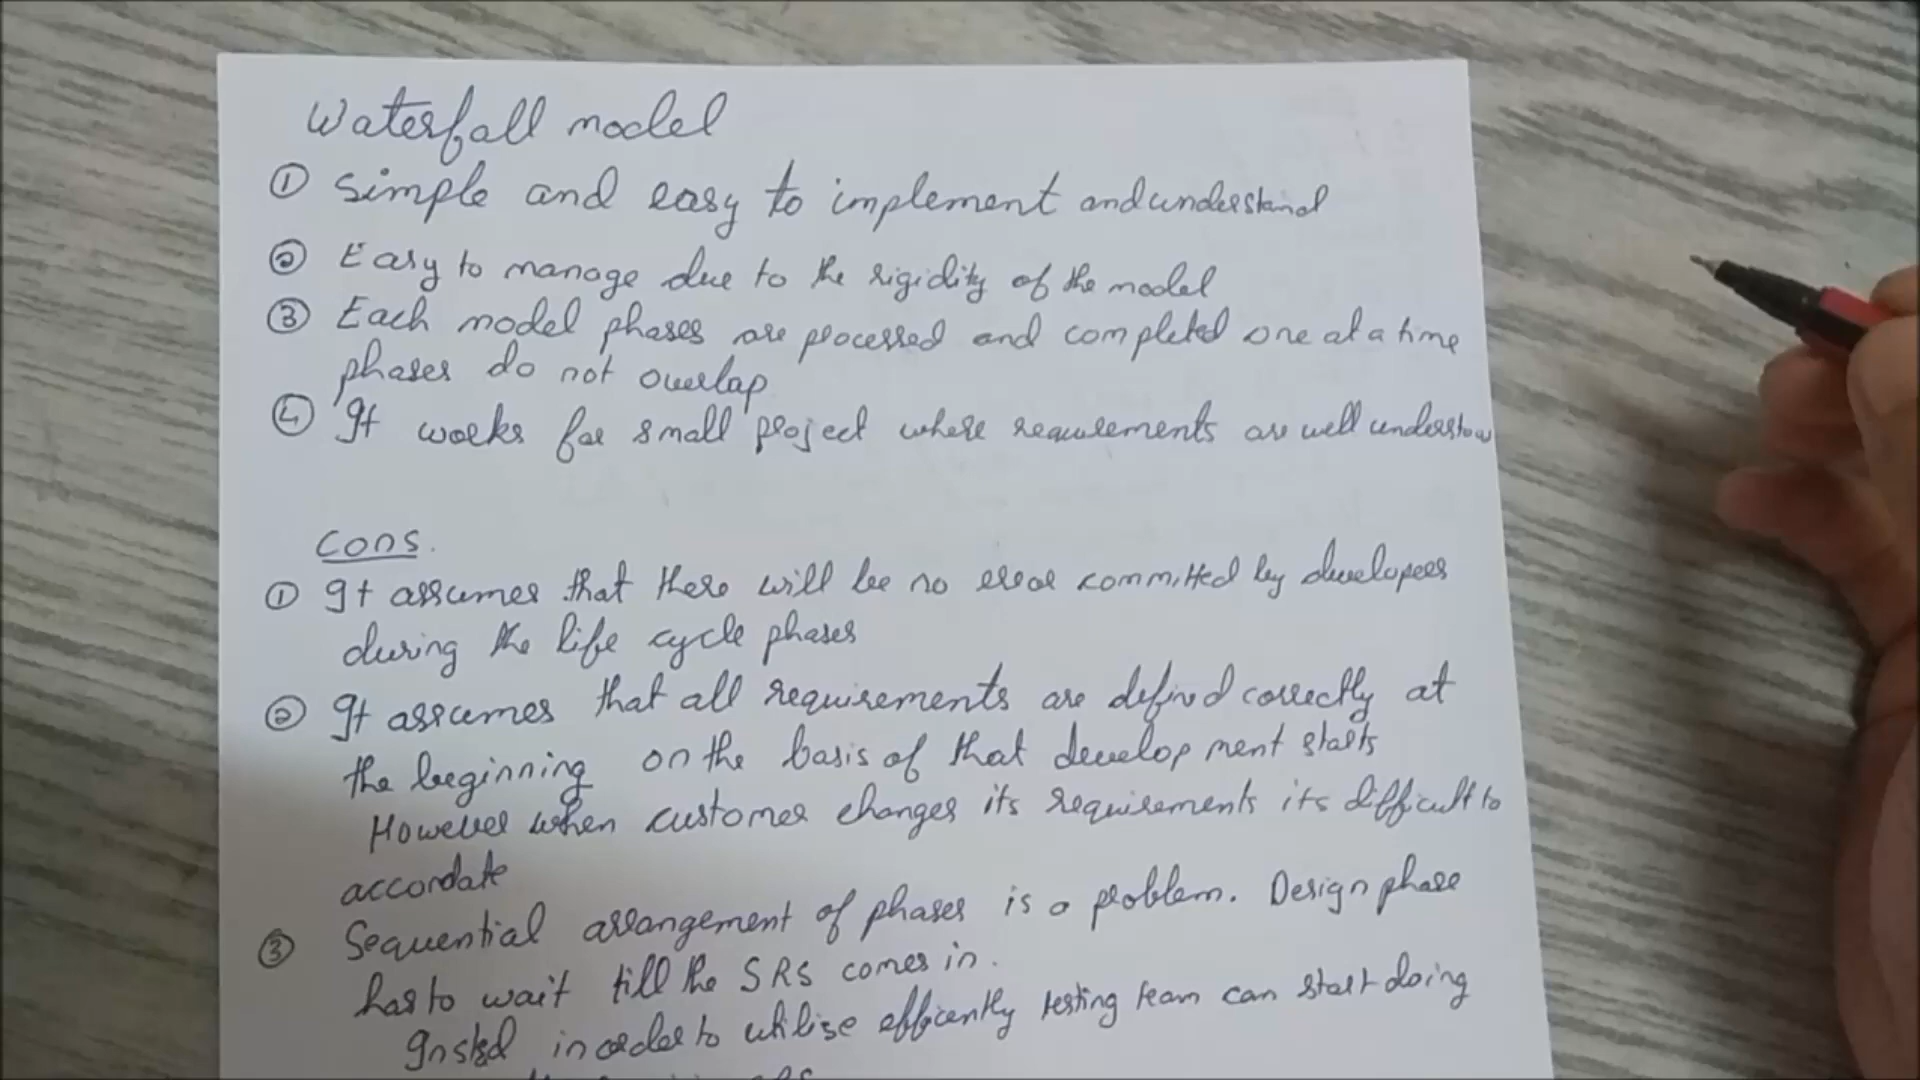 Waterfall model
① Simple and easy to implement and understand
② Easy to manage due to the rigidity of the model
③ Each model phases are processed and completed one at a time
phases do not overlap
④ It works for small project where requirements are well understoo
Cons.
① It assumes that there will be no error committed by developers
during the life cycle phases
② It assumes that all requirements are defined correctly at
the beginning on the basis of that development starts
However when customer changes its requirements its difficult to
accordate
③ Sequential arrangement of phases is a problem. Design phase
has to wait till the SRS comes in.
Insted in order to utilise efficently testing team can start doing